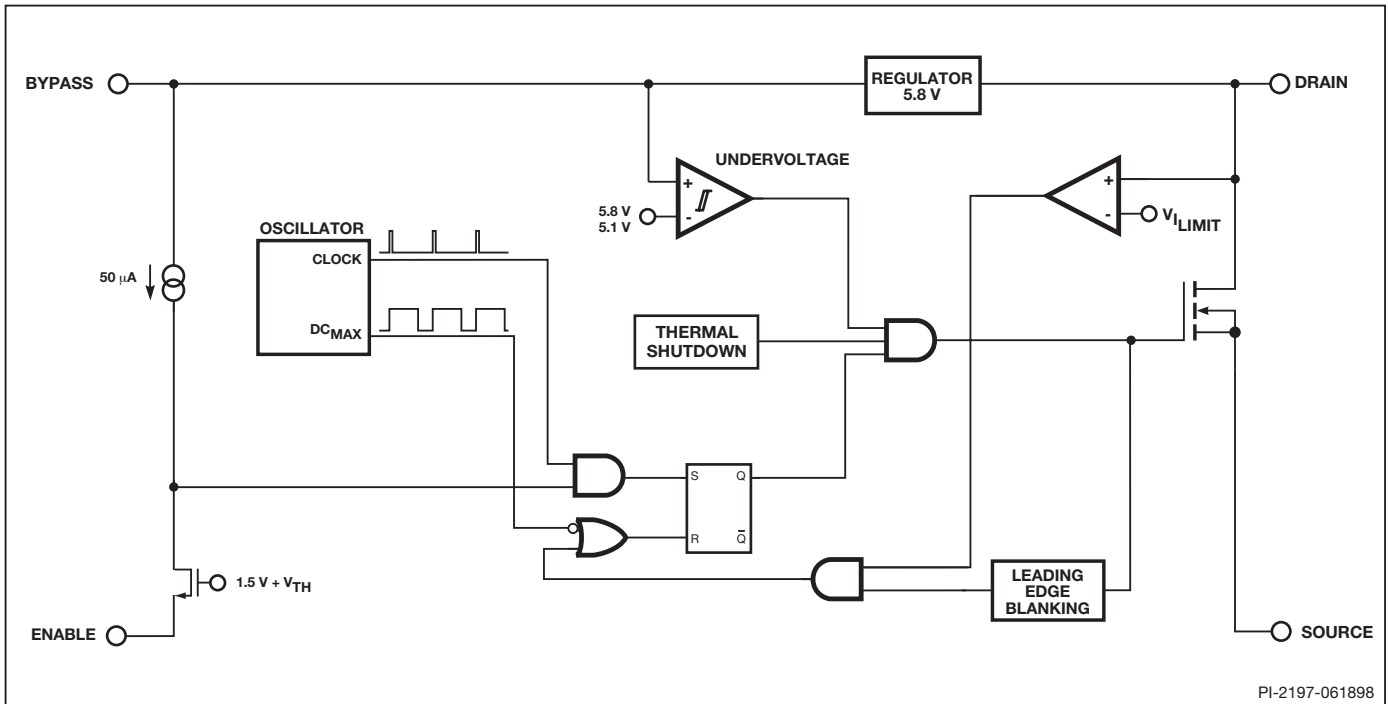 BYPASS
REGULATOR
5.8 V
DRAIN
UNDERVOLTAGE
+
-
5.8 V
5.1 V
+
-
VILIMIT
OSCILLATOR
CLOCK
DCMAX
50 µA
THERMAL
SHUTDOWN
S Q
R Q̅
1.5 V + VTH
LEADING
EDGE
BLANKING
ENABLE
SOURCE
PI-2197-061898